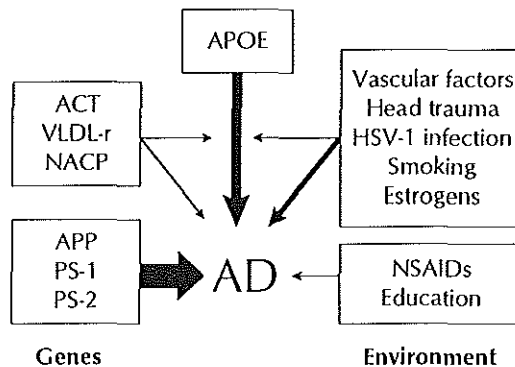 APOE
ACT
VLDL-r
NACP
Vascular factors
Head trauma
HSV-1 infection
Smoking
Estrogens
APP
PS-1
PS-2
AD
NSAIDs
Education
Genes
Environment